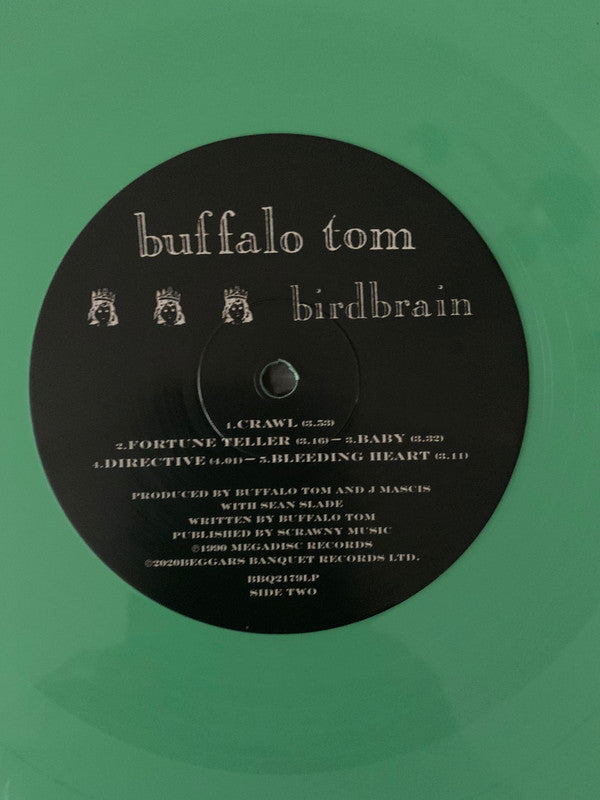 buffalo tom
birdbrain
1.CRAWL (3.53)
2.FORTUNE TELLER (3.16)— 3.BABY (3.32)
4.DIRECTIVE (4.01)— 5.BLEEDING HEART (3.11)
PRODUCED BY BUFFALO TOM AND J MASCIS
WITH SEAN SLADE
WRITTEN BY BUFFALO TOM
PUBLISHED BY SCRAWNY MUSIC
℗1990 MEGADISC RECORDS
©2020BEGGARS BANQUET RECORDS LTD.
BBQ2179LP
SIDE TWO